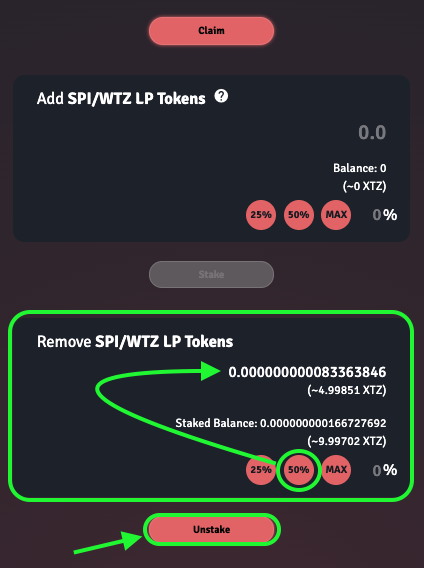 Claim
Add SPI/WTZ LP Tokens ?
0.0
Balance: 0
(~0 XTZ)
25% 50% MAX 0 %
Stake
Remove SPI/WTZ LP Tokens
0.000000000083363846
(~4.99851 XTZ)
Staked Balance: 0.000000000166727692
(~9.99702 XTZ)
25% 50% MAX 0 %
Unstake